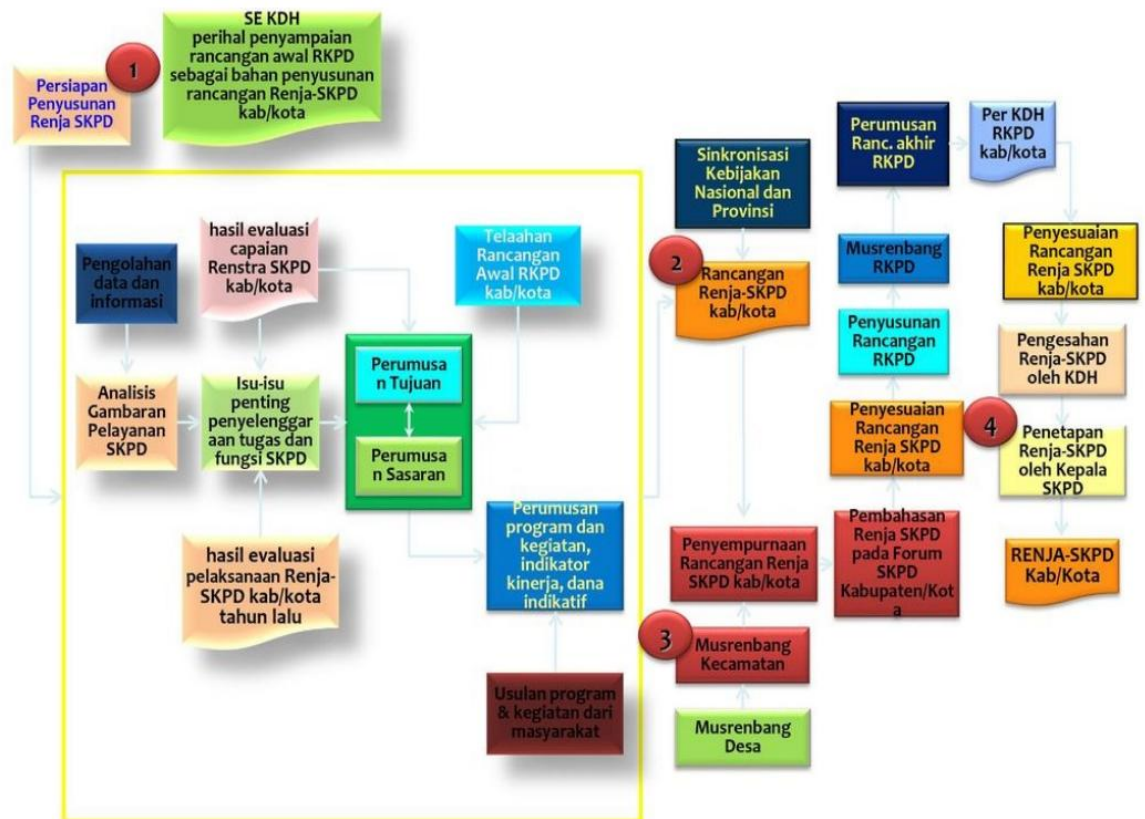 SE KDH
perihal penyampaian
rancangan awal RKPD
sebagai bahan penyusunan
rancangan Renja-SKPD
kab/kota
1
Persiapan
Penyusunan
Renja SKPD
Pengolahan
data dan
informasi
hasil evaluasi
capaian
Renstra SKPD
kab/kota
Telaahan
Rancangan
Awal RKPD
kab/kota
Analisis
Gambaran
Pelayanan
SKPD
Isu-isu
penting
penyelenggar
aan tugas dan
fungsi SKPD
Perumusa
n Tujuan
Perumusa
n Sasaran
hasil evaluasi
pelaksanaan Renja-
SKPD kab/kota
tahun lalu
Perumusan
program dan
kegiatan,
indikator
kinerja, dana
indikatif
Usulan program
& kegiatan dari
masyarakat
Sinkronisasi
Kebijakan
Nasional dan
Provinsi
2
Rancangan
Renja-SKPD
kab/kota
Penyempurnaan
Rancangan Renja
SKPD kab/kota
3
Musrenbang
Kecamatan
Musrenbang
Desa
Perumusan
Ranc. akhir
RKPD
Musrenbang
RKPD
Penyusunan
Rancangan
RKPD
Penyesuaian
Rancangan
Renja SKPD
kab/kota
Pembahasan
Renja SKPD
pada Forum
SKPD
Kabupaten/Kot
a
Per KDH
RKPD
kab/kota
Penyesuaian
Rancangan
Renja SKPD
kab/kota
Pengesahan
Renja-SKPD
oleh KDH
4
Penetapan
Renja-SKPD
oleh Kepala
SKPD
RENJA-SKPD
Kab/Kota